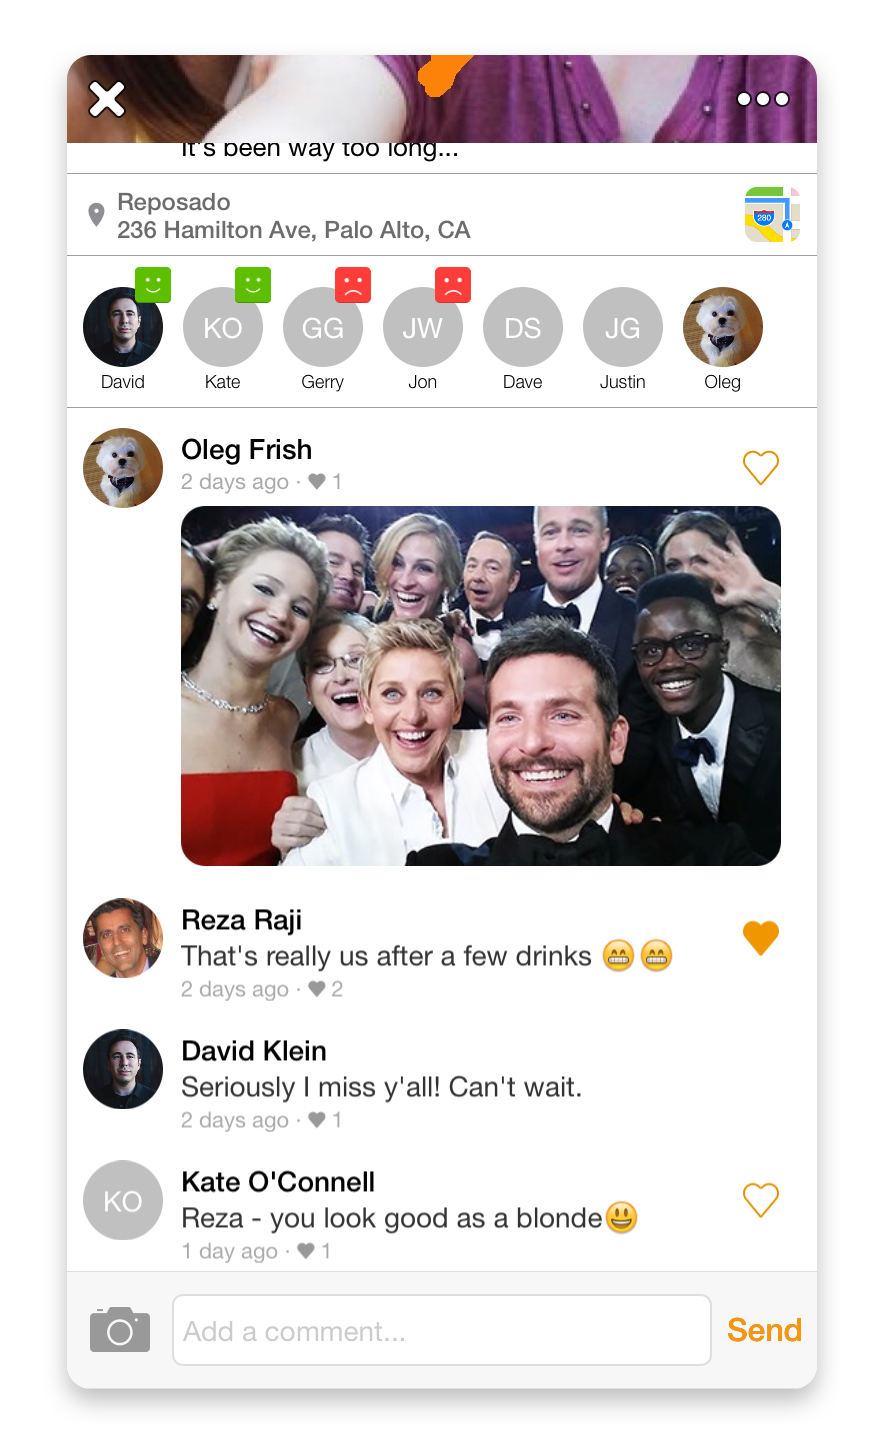 It's been way too long...
Reposado
236 Hamilton Ave, Palo Alto, CA
280
KO GG JW DS JG
David Kate Gerry Jon Dave Justin Oleg
Oleg Frish
2 days ago · 1
Reza Raji
That's really us after a few drinks 😁😁
2 days ago · 2
David Klein
Seriously I miss y'all! Can't wait.
2 days ago · 1
KO
Kate O'Connell
Reza - you look good as a blonde😃
1 day ago · 1
Add a comment...
Send